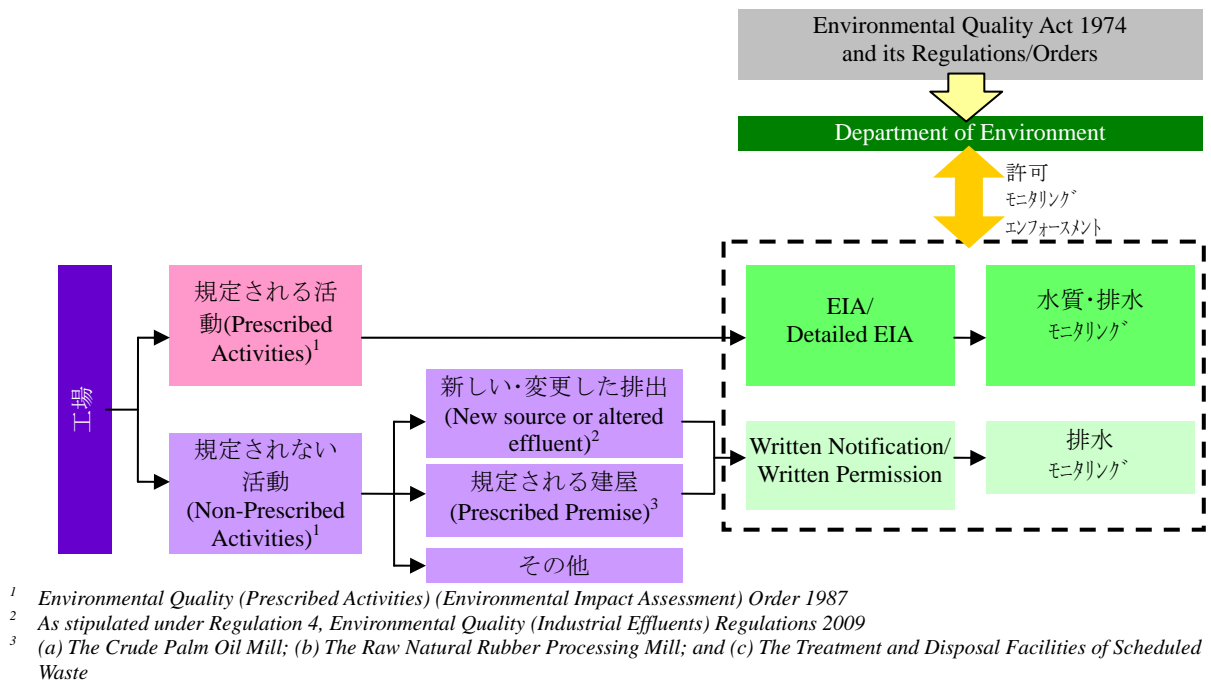 Environmental Quality Act 1974
and its Regulations/Orders
Department of Environment
許可
ﾓﾆﾀﾘﾝｸﾞ
ｴﾝﾌｫｰｽﾒﾝﾄ
工場
規定される活
動(Prescribed
Activities)1
EIA/
Detailed EIA
水質・排水
ﾓﾆﾀﾘﾝｸﾞ
規定されない
活動
(Non-Prescribed
Activities)1
新しい・変更した排出
(New source or altered
effluent)2
規定される建屋
(Prescribed Premise)3
その他
Written Notification/
Written Permission
排水
ﾓﾆﾀﾘﾝｸﾞ
1 Environmental Quality (Prescribed Activities) (Environmental Impact Assessment) Order 1987
2 As stipulated under Regulation 4, Environmental Quality (Industrial Effluents) Regulations 2009
3 (a) The Crude Palm Oil Mill; (b) The Raw Natural Rubber Processing Mill; and (c) The Treatment and Disposal Facilities of Scheduled
Waste